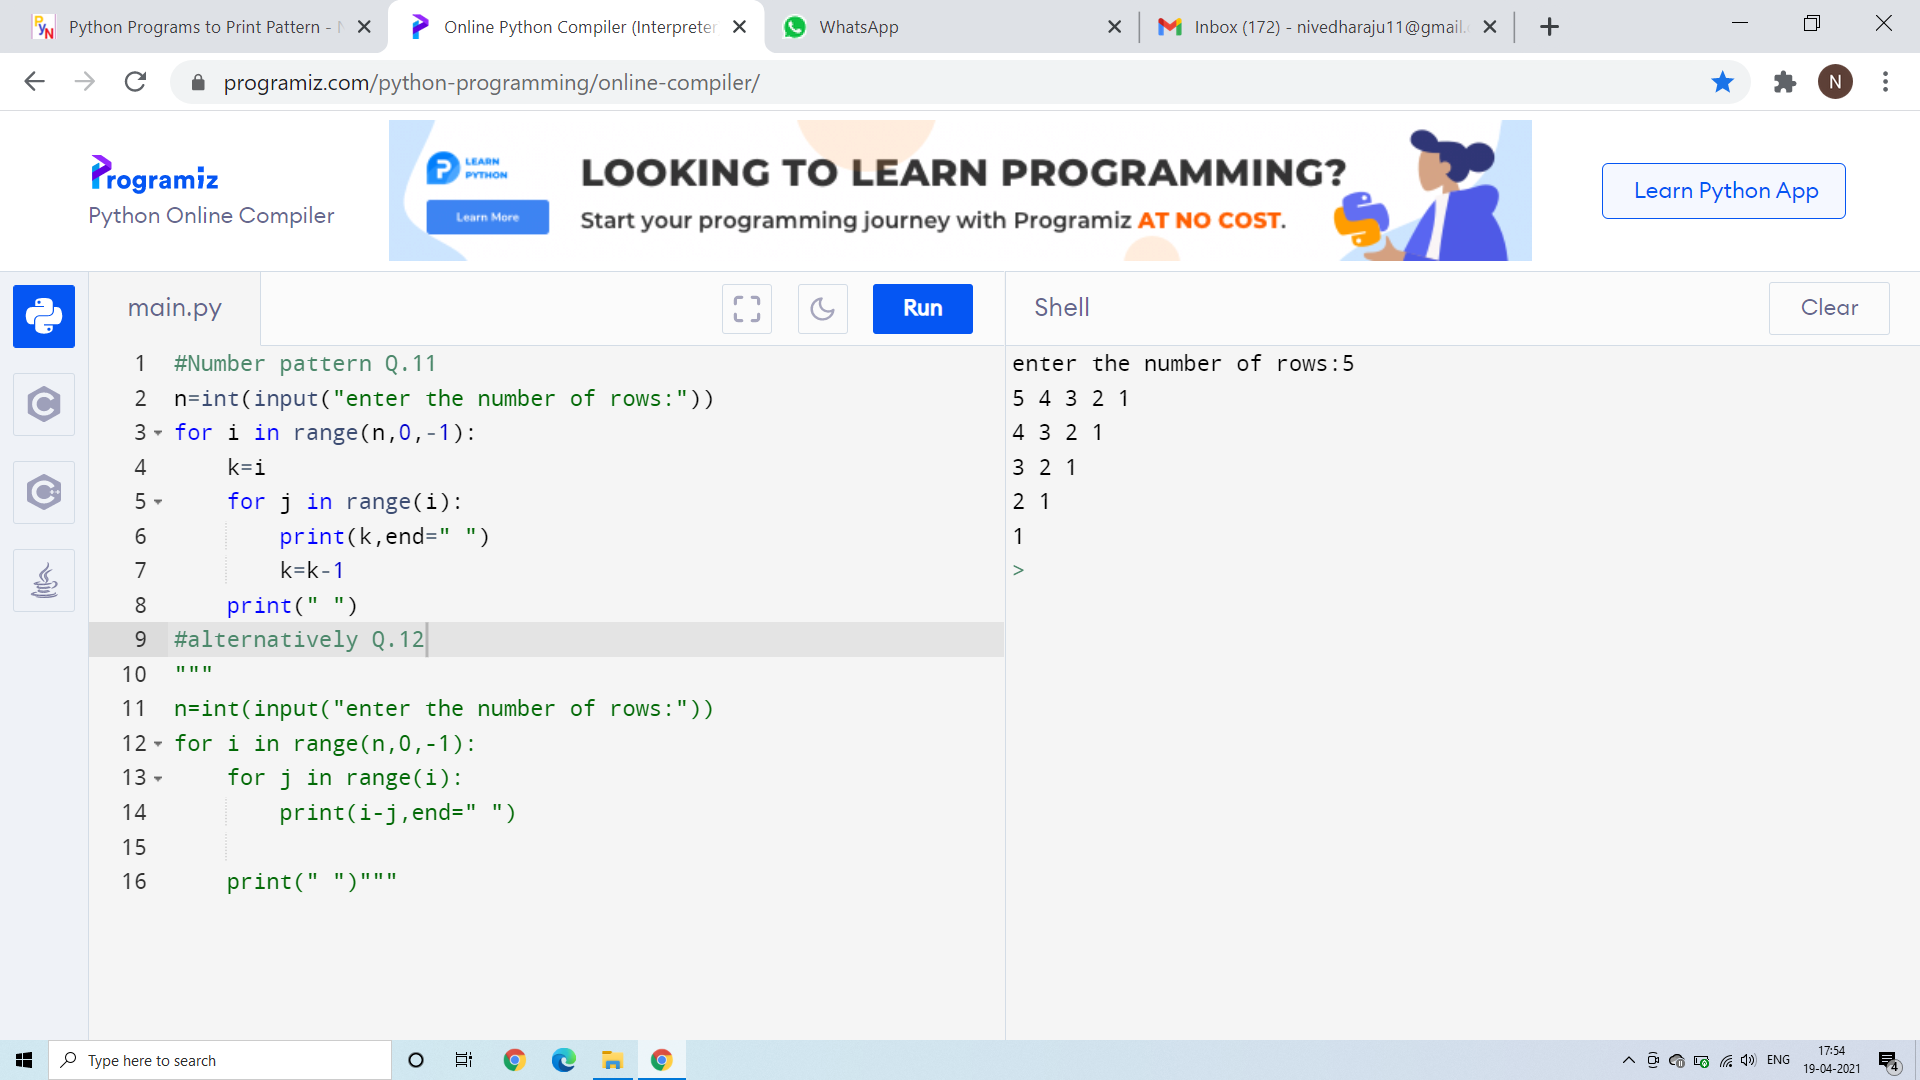 Python Programs to Print Pattern -
Online Python Compiler (Interpreter
WhatsApp
Inbox (172) - nivedharaju11@gmail.
programiz.com/python-programming/online-compiler/
N
Programiz
Python Online Compiler
LEARN
PYTHON
Learn More
LOOKING TO LEARN PROGRAMMING?
Start your programming journey with Programiz AT NO COST.
Learn Python App
main.py
Run
Shell
Clear
1 #Number pattern Q.11
2 n=int(input("enter the number of rows:"))
3 for i in range(n,0,-1):
4     k=i
5     for j in range(i):
6         print(k,end=" ")
7         k=k-1
8     print(" ")
9 #alternatively Q.12
10 """
11 n=int(input("enter the number of rows:"))
12 for i in range(n,0,-1):
13     for j in range(i):
14         print(i-j,end=" ")
15
16     print(" ")"""
enter the number of rows:5
5 4 3 2 1
4 3 2 1
3 2 1
2 1
1
>
Type here to search
ENG
17:54
19-04-2021
4